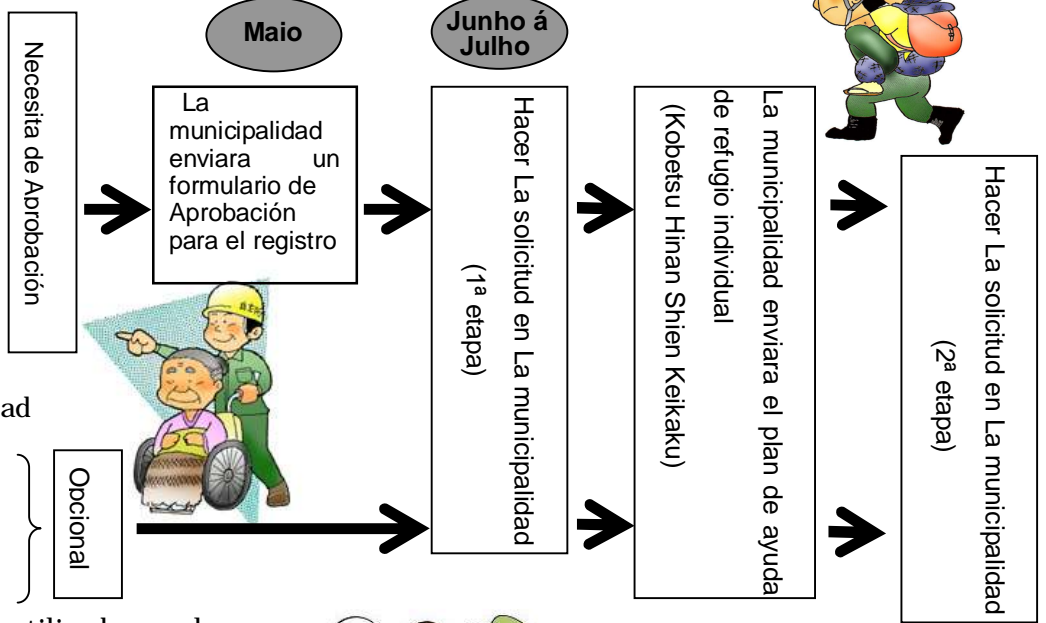 Maio
Junho á
Julho
Necesita de Aprobación
La
municipalidad
enviara un
formulario de
Aprobación
para el registro
Hacer La solicitud en La municipalidad
(1ª etapa)
La municipalidad enviara el plan de ayuda
de refugio individual
(Kobetsu Hinan Shien Keikaku)
Hacer La solicitud en La municipalidad
(2ª etapa)
ad
Opcional